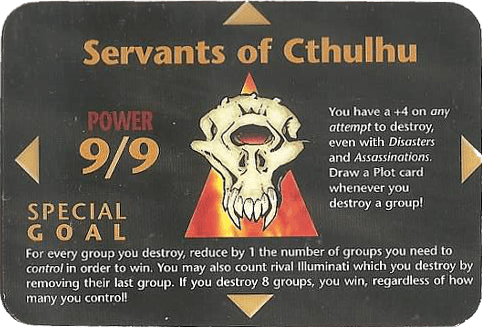 Servants of Cthulhu
POWER
9/9
You have a +4 on any
attempt to destroy,
even with Disasters
and Assassinations.
Draw a Plot card
whenever you
destroy a group!
SPECIAL
GOAL
For every group you destroy, reduce by 1 the number of groups you need to
control in order to win. You may also count rival Illuminati which you destroy by
removing their last group. If you destroy 8 groups, you win, regardless of how
many you control!